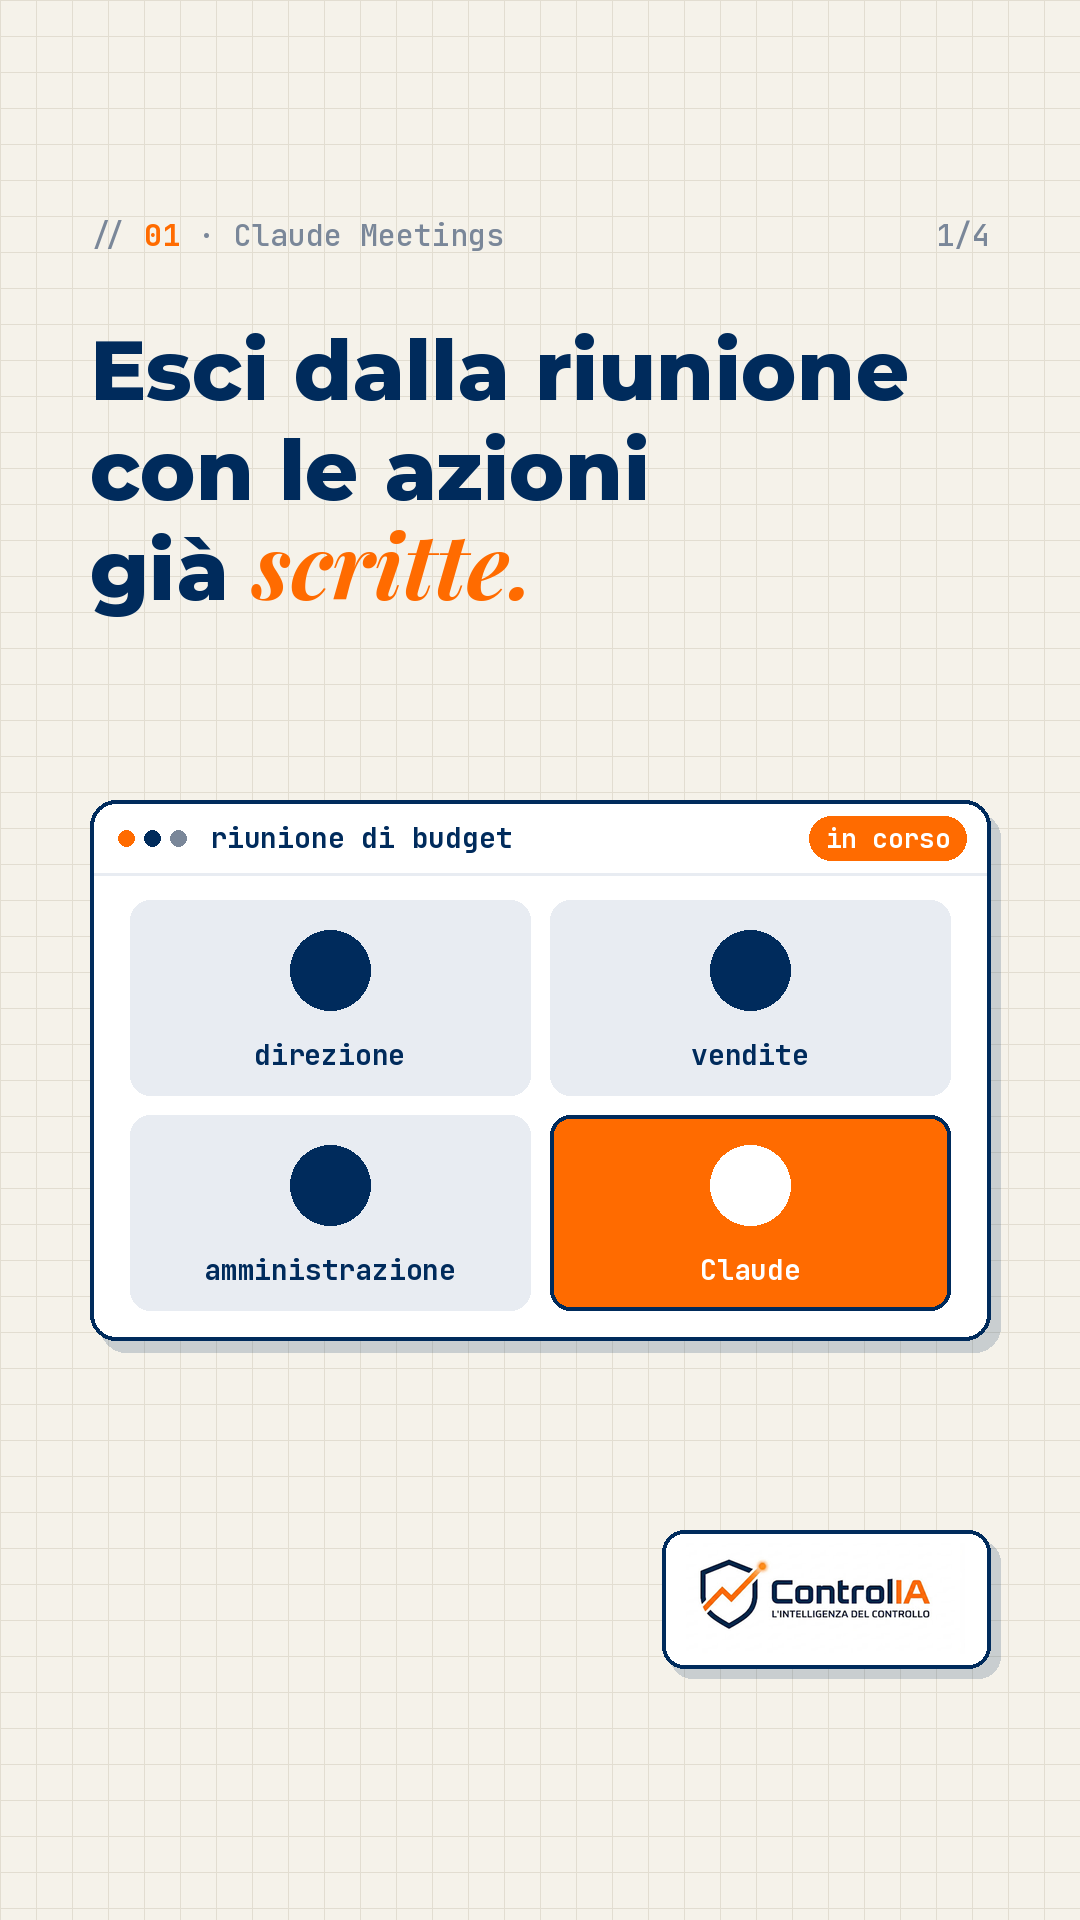 // 01 · Claude Meetings
1/4
Esci dalla riunione
con le azioni
già scritte.
riunione di budget
in corso
direzione
vendite
amministrazione
Claude
ControlIA
L'INTELLIGENZA DEL CONTROLLO